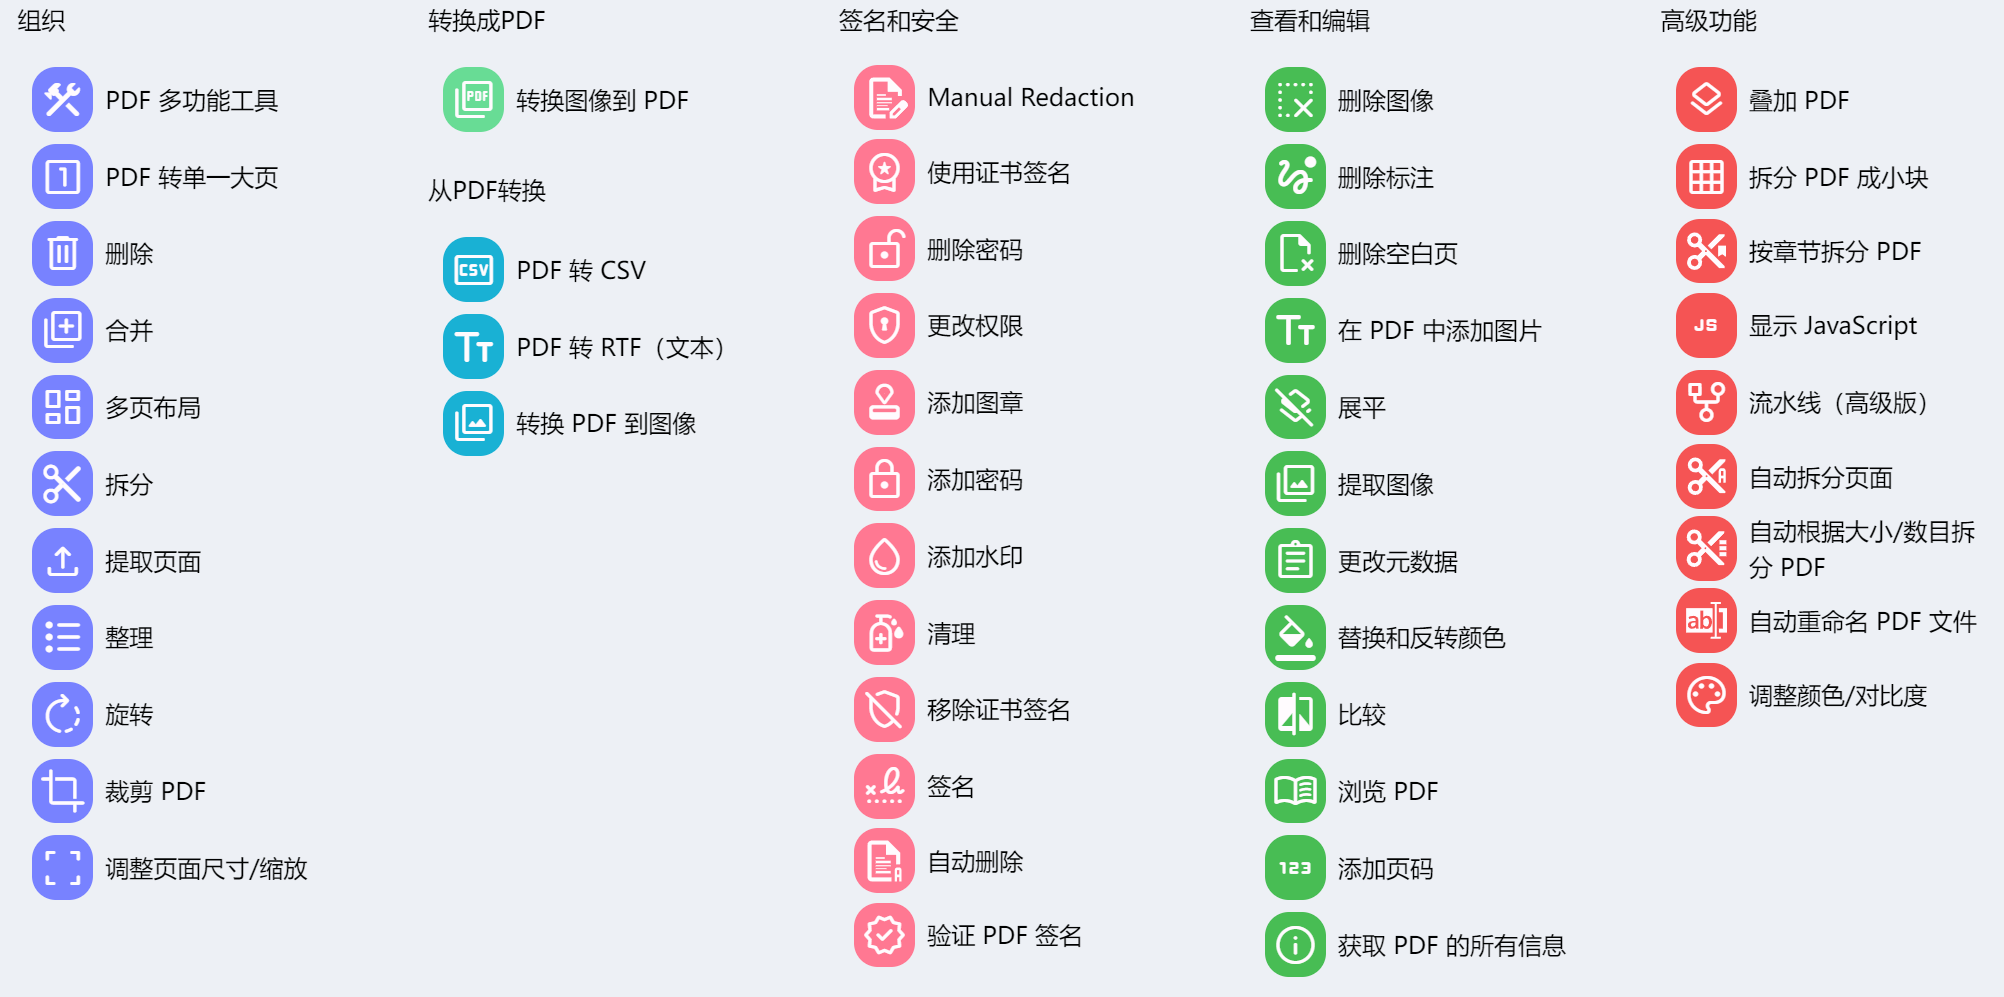 组织
PDF 多功能工具
PDF 转单一大页
1
删除
合并
多页布局
拆分
提取页面
整理
旋转
裁剪 PDF
调整页面尺寸/缩放
转换成PDF
PDF
转换图像到 PDF
从PDF转换
CSV
PDF 转 CSV
TT
PDF 转 RTF（文本）
转换 PDF 到图像
签名和安全
Manual Redaction
使用证书签名
删除密码
更改权限
添加图章
添加密码
添加水印
清理
移除证书签名
签名
自动删除
A
验证 PDF 签名
查看和编辑
删除图像
删除标注
删除空白页
TT
在 PDF 中添加图片
展平
提取图像
更改元数据
替换和反转颜色
比较
浏览 PDF
123
添加页码
获取 PDF 的所有信息
高级功能
叠加 PDF
拆分 PDF 成小块
按章节拆分 PDF
JS
显示 JavaScript
流水线（高级版）
A
自动拆分页面
自动根据大小/数目拆
分 PDF
ab
自动重命名 PDF 文件
调整颜色/对比度